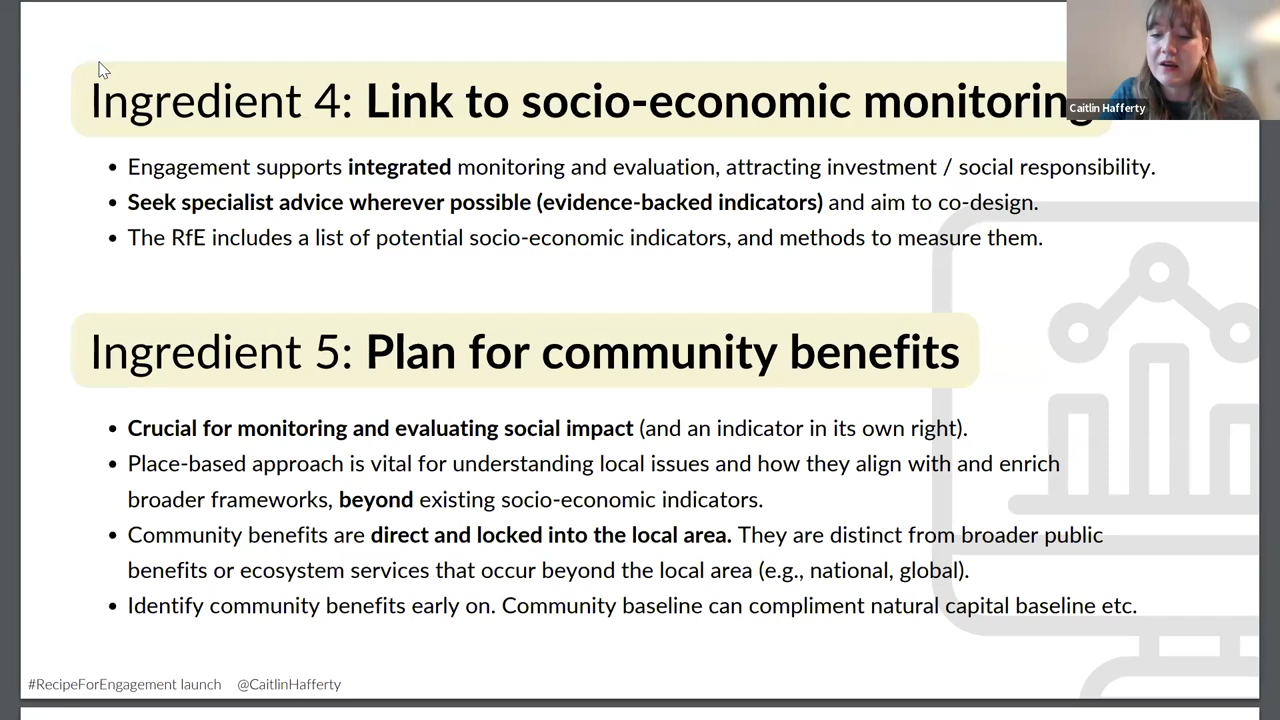 Ingredient 4: Link to socio-economic monitoring
Caitlin Hafferty
• Engagement supports integrated monitoring and evaluation, attracting investment / social responsibility.
• Seek specialist advice wherever possible (evidence-backed indicators) and aim to co-design.
• The RfE includes a list of potential socio-economic indicators, and methods to measure them.
Ingredient 5: Plan for community benefits
• Crucial for monitoring and evaluating social impact (and an indicator in its own right).
• Place-based approach is vital for understanding local issues and how they align with and enrich
broader frameworks, beyond existing socio-economic indicators.
• Community benefits are direct and locked into the local area. They are distinct from broader public
benefits or ecosystem services that occur beyond the local area (e.g., national, global).
• Identify community benefits early on. Community baseline can compliment natural capital baseline etc.
#RecipeForEngagement launch @CaitlinHafferty